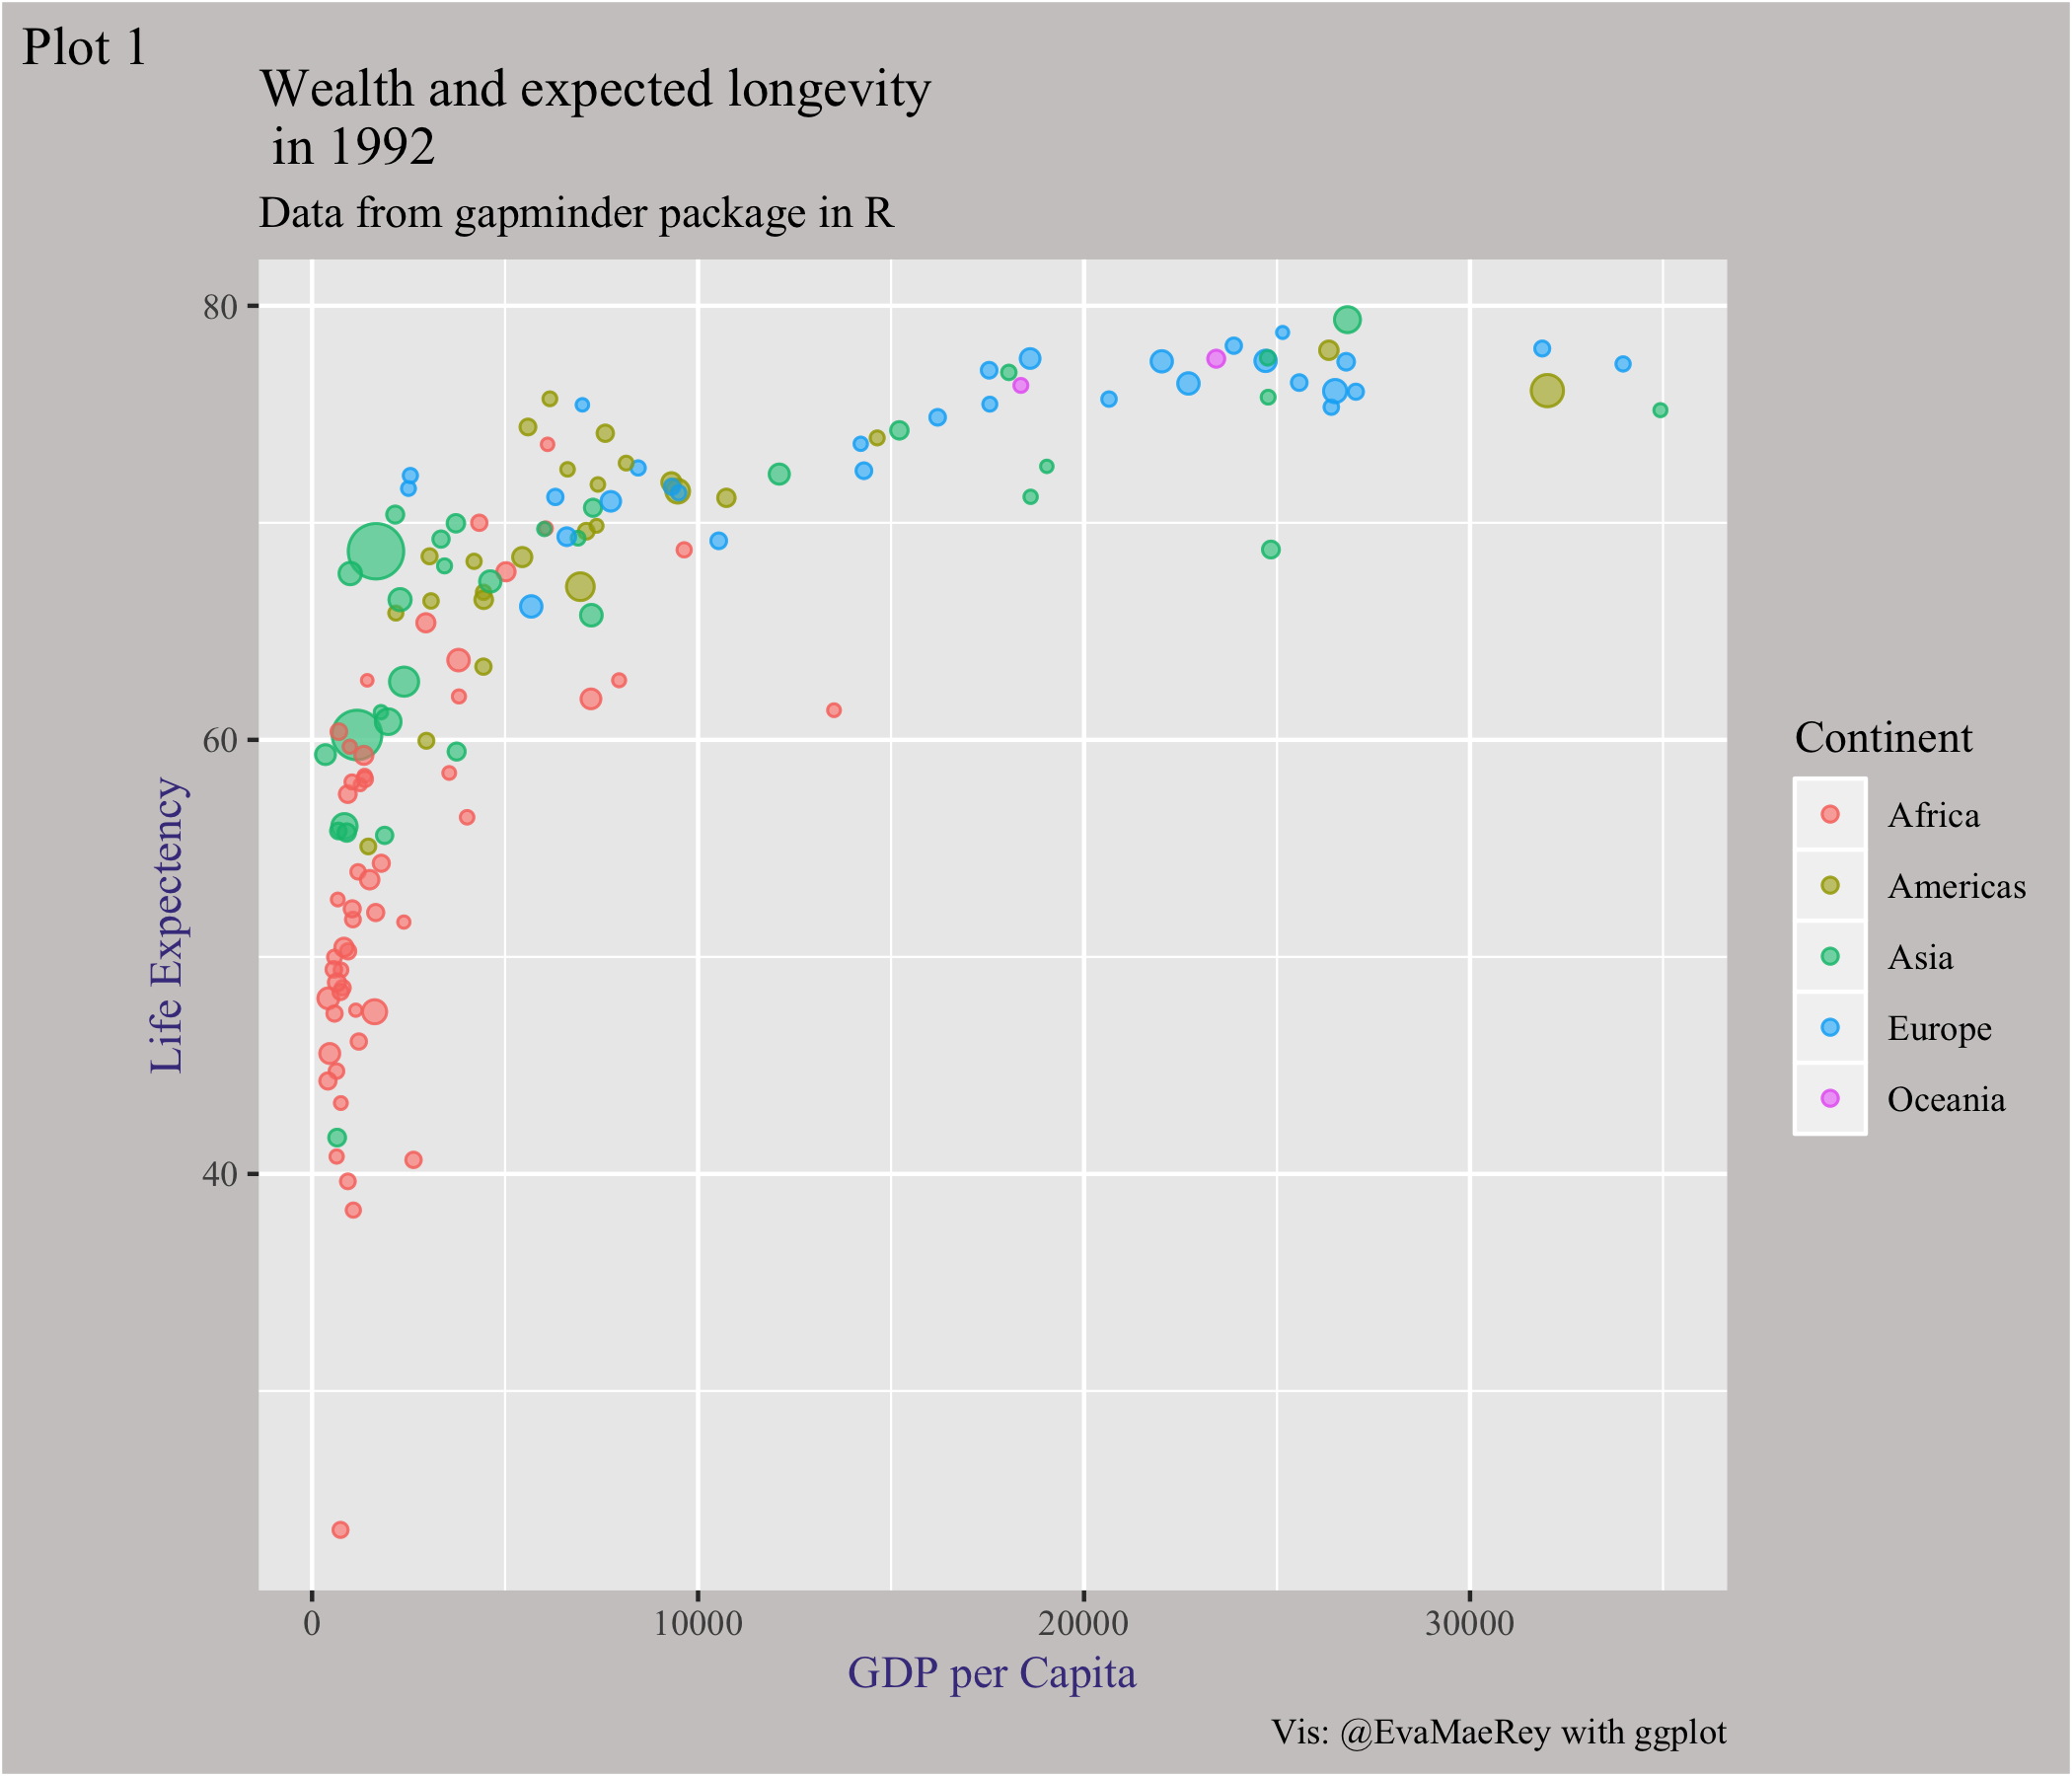 Plot 1
Wealth and expected longevity
in 1992
Data from gapminder package in R
80
60
40
Life Expectency
0 10000 20000 30000
GDP per Capita
Continent
Africa
Americas
Asia
Europe
Oceania
Vis: @EvaMaeRey with ggplot